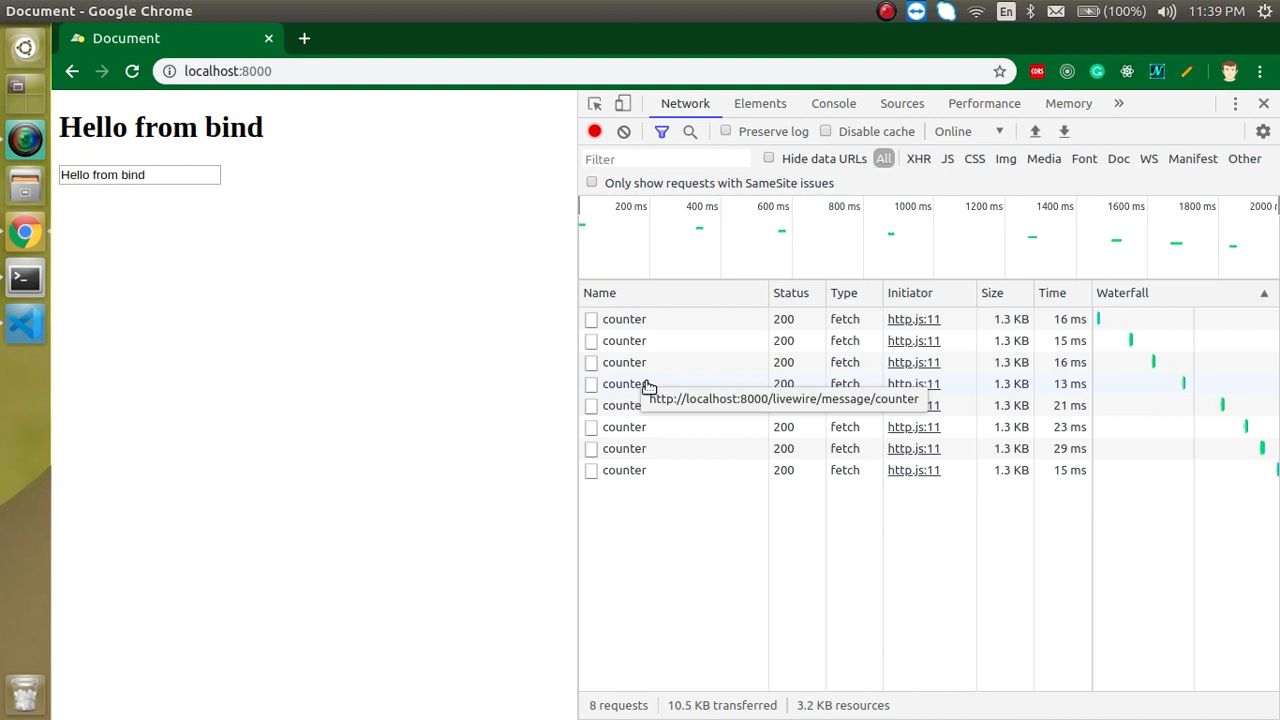 Document - Google Chrome
En
(100%)
11:39 PM
Document
localhost:8000
CORS
Hello from bind
Hello from bind
Network Elements Console Sources Performance Memory »
Preserve log Disable cache Online
Filter Hide data URLs All XHR JS CSS Img Media Font Doc WS Manifest Other
Only show requests with SameSite issues
200 ms 400 ms 600 ms 800 ms 1000 ms 1200 ms 1400 ms 1600 ms 1800 ms 2000
Name Status Type Initiator Size Time Waterfall
counter 200 fetch http.js:11 1.3 KB 16 ms
counter 200 fetch http.js:11 1.3 KB 15 ms
counter 200 fetch http.js:11 1.3 KB 16 ms
counter 200 fetch http.js:11 1.3 KB 13 ms
http://localhost:8000/livewire/message/counter
1.3 KB 21 ms
counter 200 fetch http.js:11 1.3 KB 23 ms
counter 200 fetch http.js:11 1.3 KB 29 ms
counter 200 fetch http.js:11 1.3 KB 15 ms
8 requests 10.5 KB transferred 3.2 KB resources